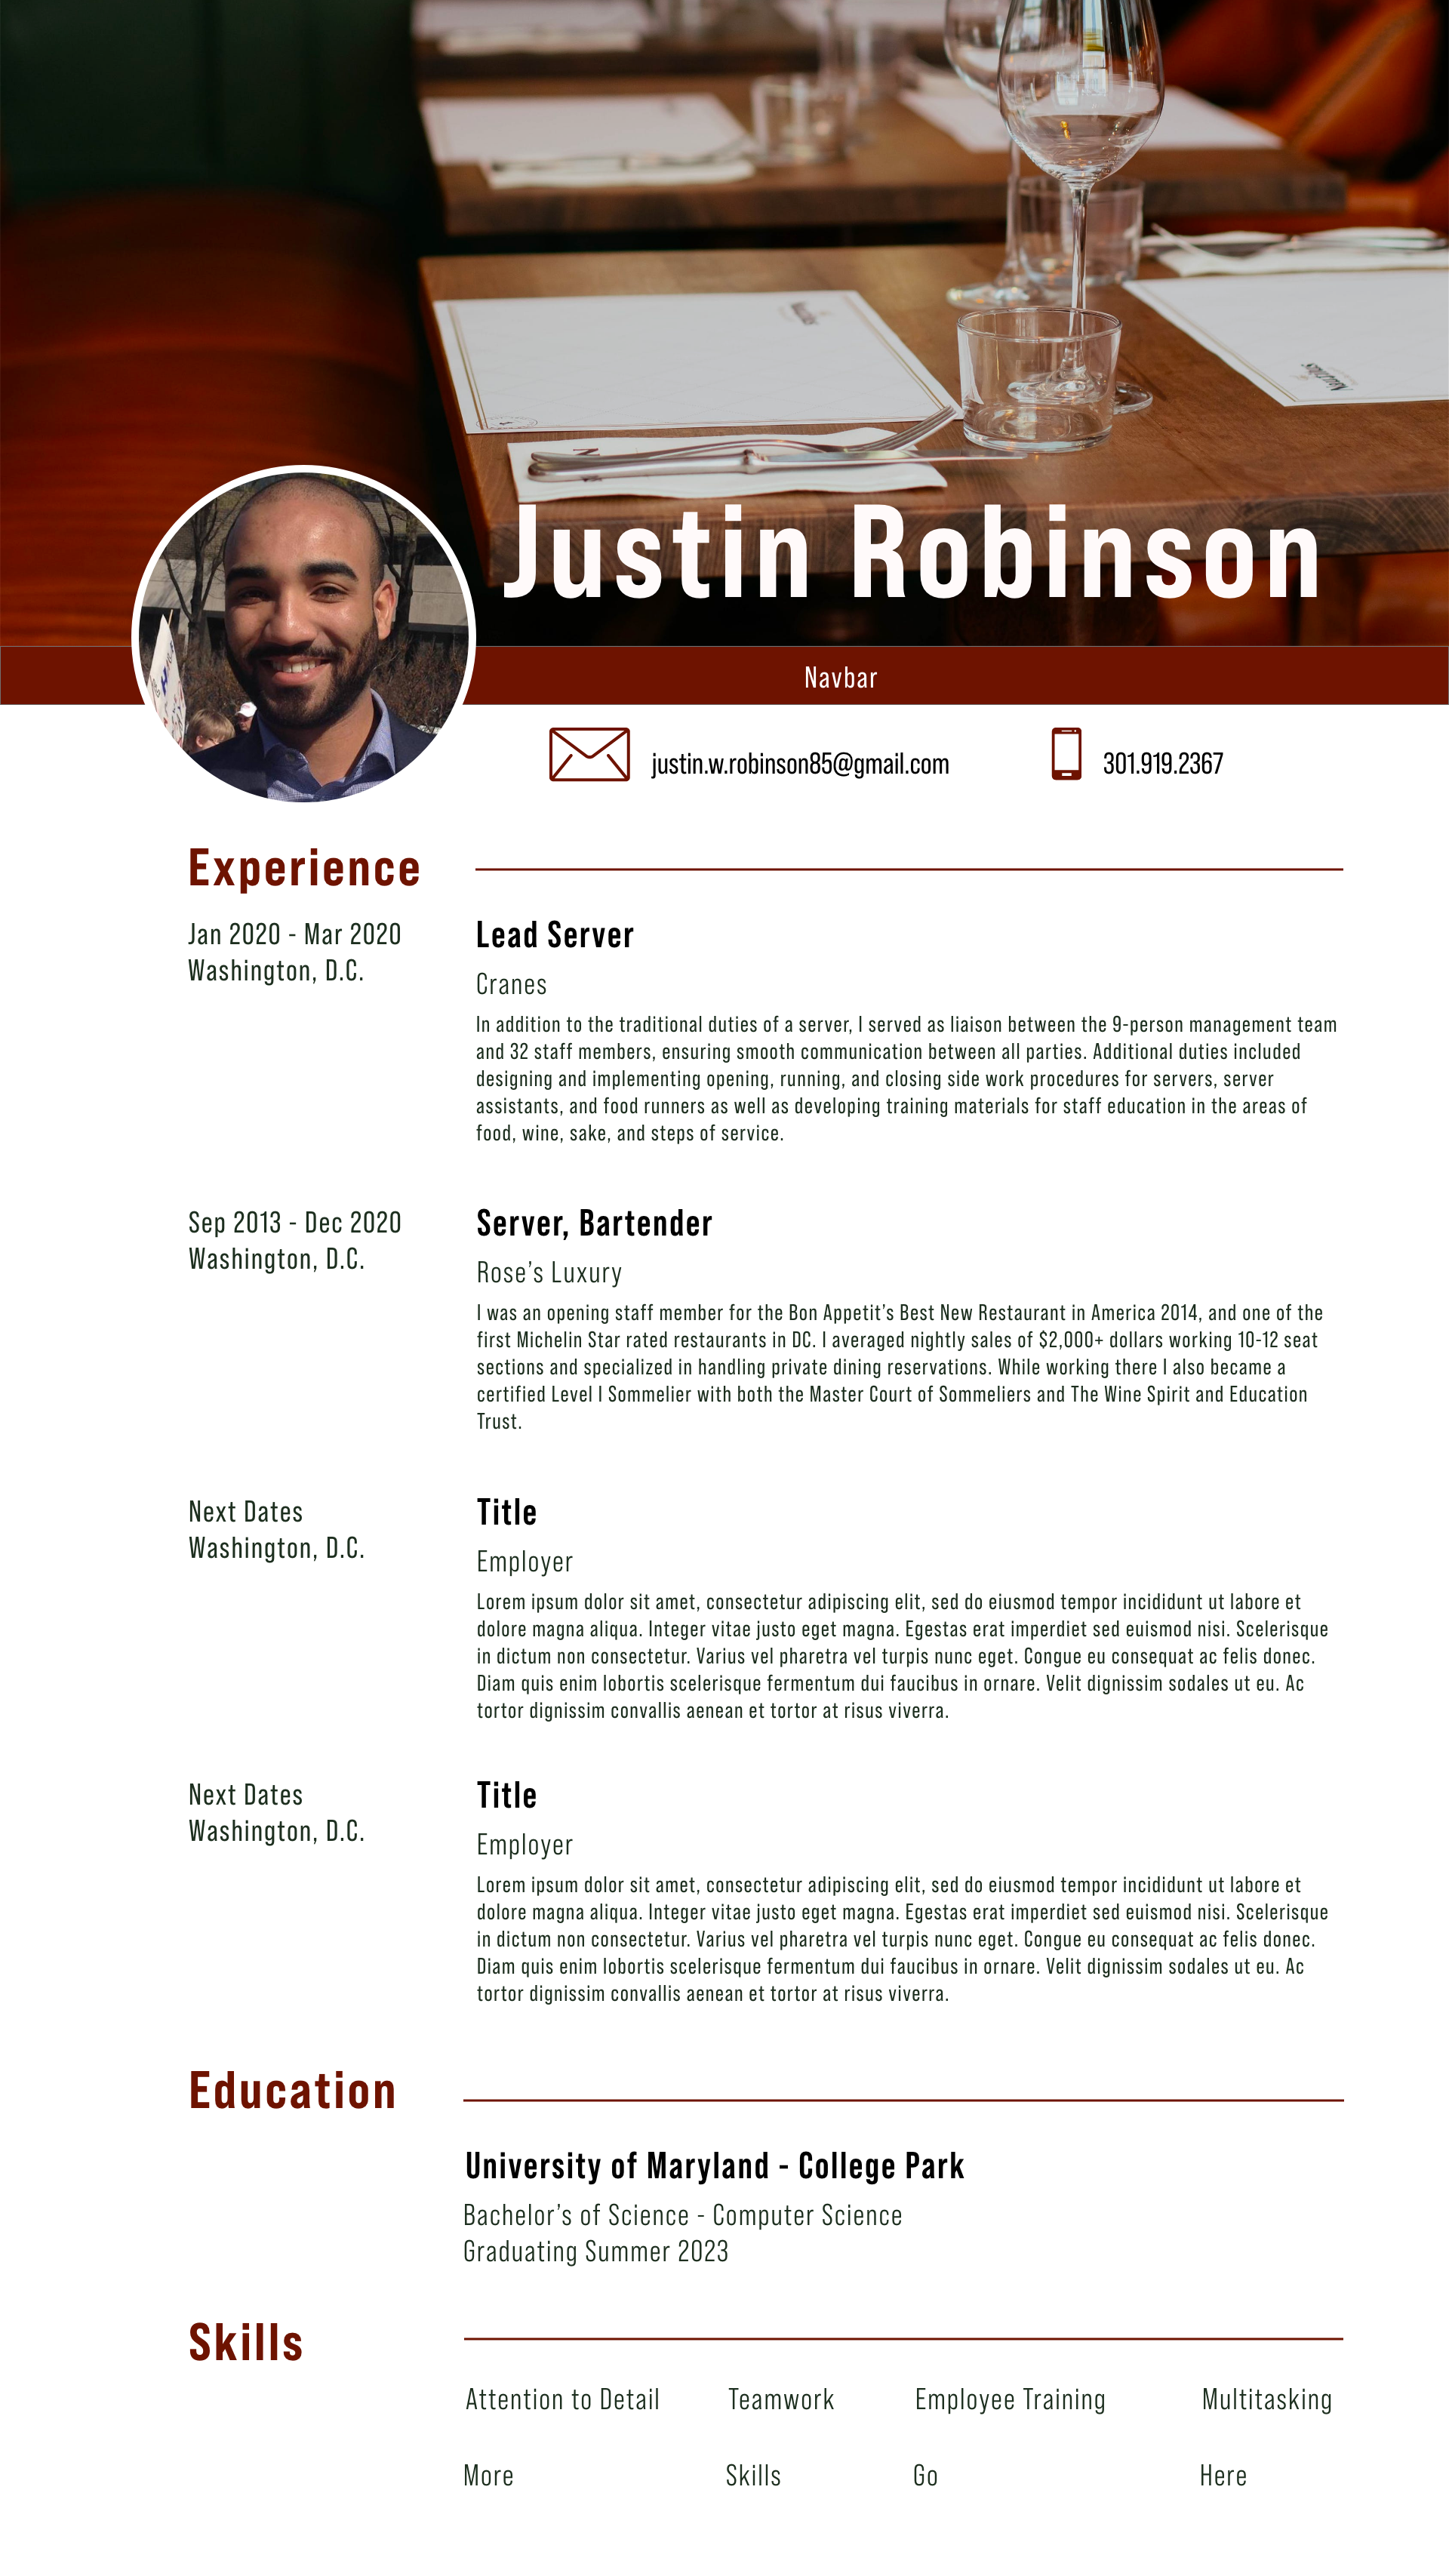 Justin Robinson
Navbar
justin.w.robinson85@gmail.com
301.919.2367
Experience
Jan 2020 - Mar 2020
Washington, D.C.
Lead Server
Cranes
In addition to the traditional duties of a server, I served as liaison between the 9-person management team
and 32 staff members, ensuring smooth communication between all parties. Additional duties included
designing and implementing opening, running, and closing side work procedures for servers, server
assistants, and food runners as well as developing training materials for staff education in the areas of
food, wine, sake, and steps of service.
Sep 2013 - Dec 2020
Washington, D.C.
Server, Bartender
Rose's Luxury
I was an opening staff member for the Bon Appetit's Best New Restaurant in America 2014, and one of the
first Michelin Star rated restaurants in DC. I averaged nightly sales of $2,000+ dollars working 10-12 seat
sections and specialized in handling private dining reservations. While working there I also became a
certified Level I Sommelier with both the Master Court of Sommeliers and The Wine Spirit and Education
Trust.
Next Dates
Washington, D.C.
Title
Employer
Lorem ipsum dolor sit amet, consectetur adipiscing elit, sed do eiusmod tempor incididunt ut labore et
dolore magna aliqua. Integer vitae justo eget magna. Egestas erat imperdiet sed euismod nisi. Scelerisque
in dictum non consectetur. Varius vel pharetra vel turpis nunc eget. Congue eu consequat ac felis donec.
Diam quis enim lobortis scelerisque fermentum dui faucibus in ornare. Velit dignissim sodales ut eu. Ac
tortor dignissim convallis aenean et tortor at risus viverra.
Next Dates
Washington, D.C.
Title
Employer
Lorem ipsum dolor sit amet, consectetur adipiscing elit, sed do eiusmod tempor incididunt ut labore et
dolore magna aliqua. Integer vitae justo eget magna. Egestas erat imperdiet sed euismod nisi. Scelerisque
in dictum non consectetur. Varius vel pharetra vel turpis nunc eget. Congue eu consequat ac felis donec.
Diam quis enim lobortis scelerisque fermentum dui faucibus in ornare. Velit dignissim sodales ut eu. Ac
tortor dignissim convallis aenean et tortor at risus viverra.
Education
University of Maryland - College Park
Bachelor's of Science - Computer Science
Graduating Summer 2023
Skills
Attention to Detail Teamwork Employee Training Multitasking
More Skills Go Here